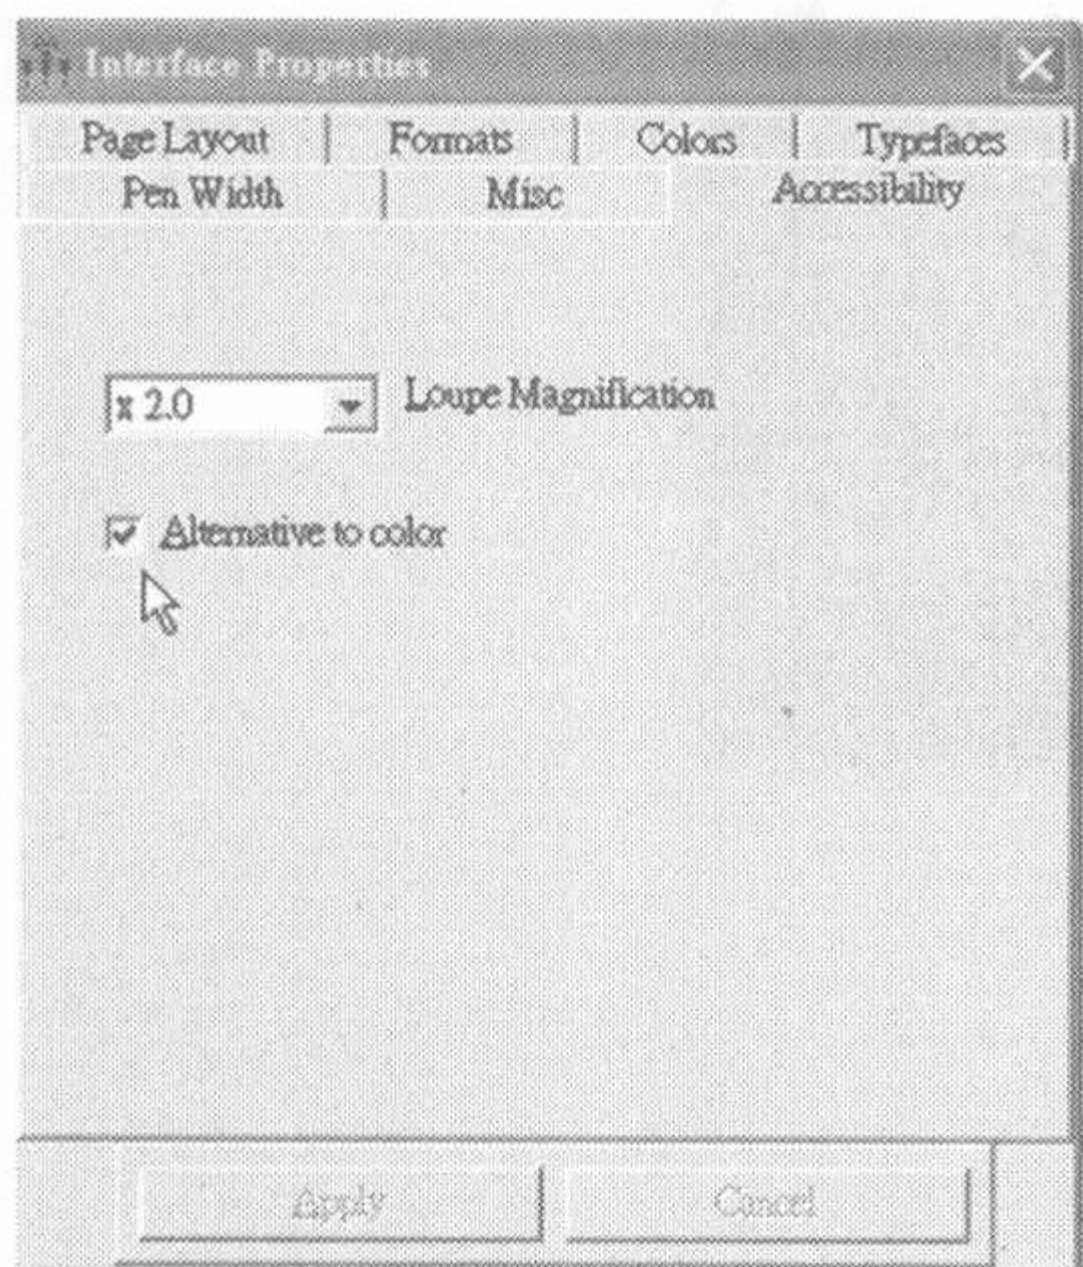 Interface Properties
Page Layout Formats Colors Typefaces
Pen Width Misc Accessibility
x 2.0 Loupe Magnification
Alternative to color
Apply Cancel